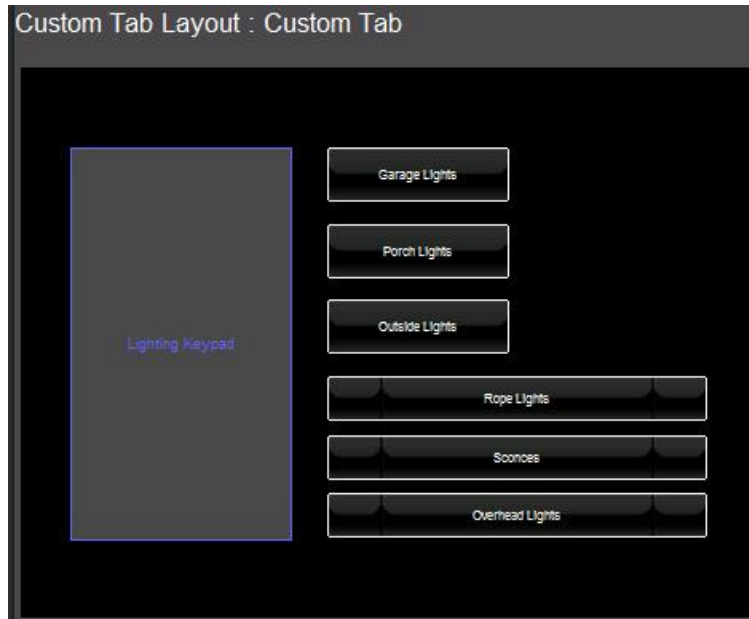 Custom Tab Layout : Custom Tab
Garage Lights
Porch Lights
Outside Lights
Lighting Keypad
Rope Lights
Sconces
Overhead Lights